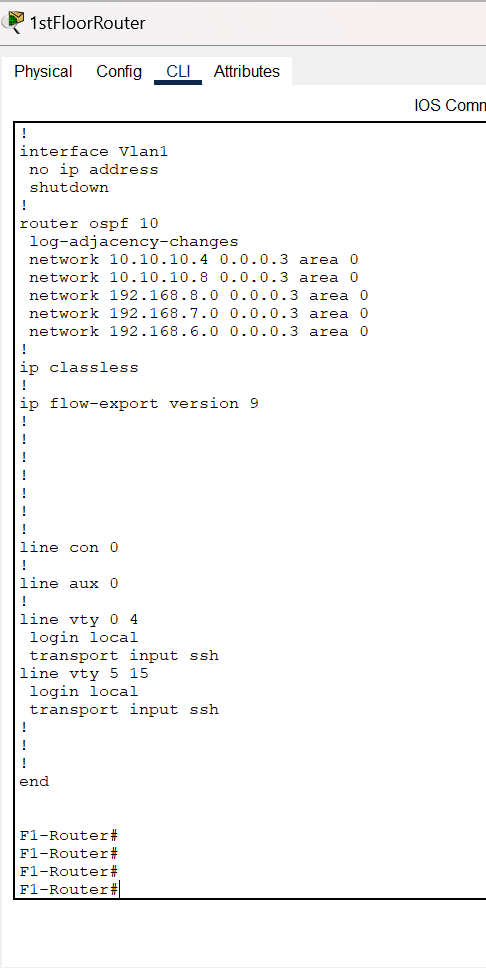 1stFloorRouter
Physical Config CLI Attributes
IOS Comm
!
interface Vlan1
no ip address
shutdown
!
router ospf 10
log-adjacency-changes
network 10.10.10.4 0.0.0.3 area 0
network 10.10.10.8 0.0.0.3 area 0
network 192.168.8.0 0.0.0.3 area 0
network 192.168.7.0 0.0.0.3 area 0
network 192.168.6.0 0.0.0.3 area 0
!
ip classless
!
ip flow-export version 9
!
!
!
!
!
!
!
line con 0
!
line aux 0
!
line vty 0 4
login local
transport input ssh
line vty 5 15
login local
transport input ssh
!
!
!
end
F1-Router#
F1-Router#
F1-Router#
F1-Router#